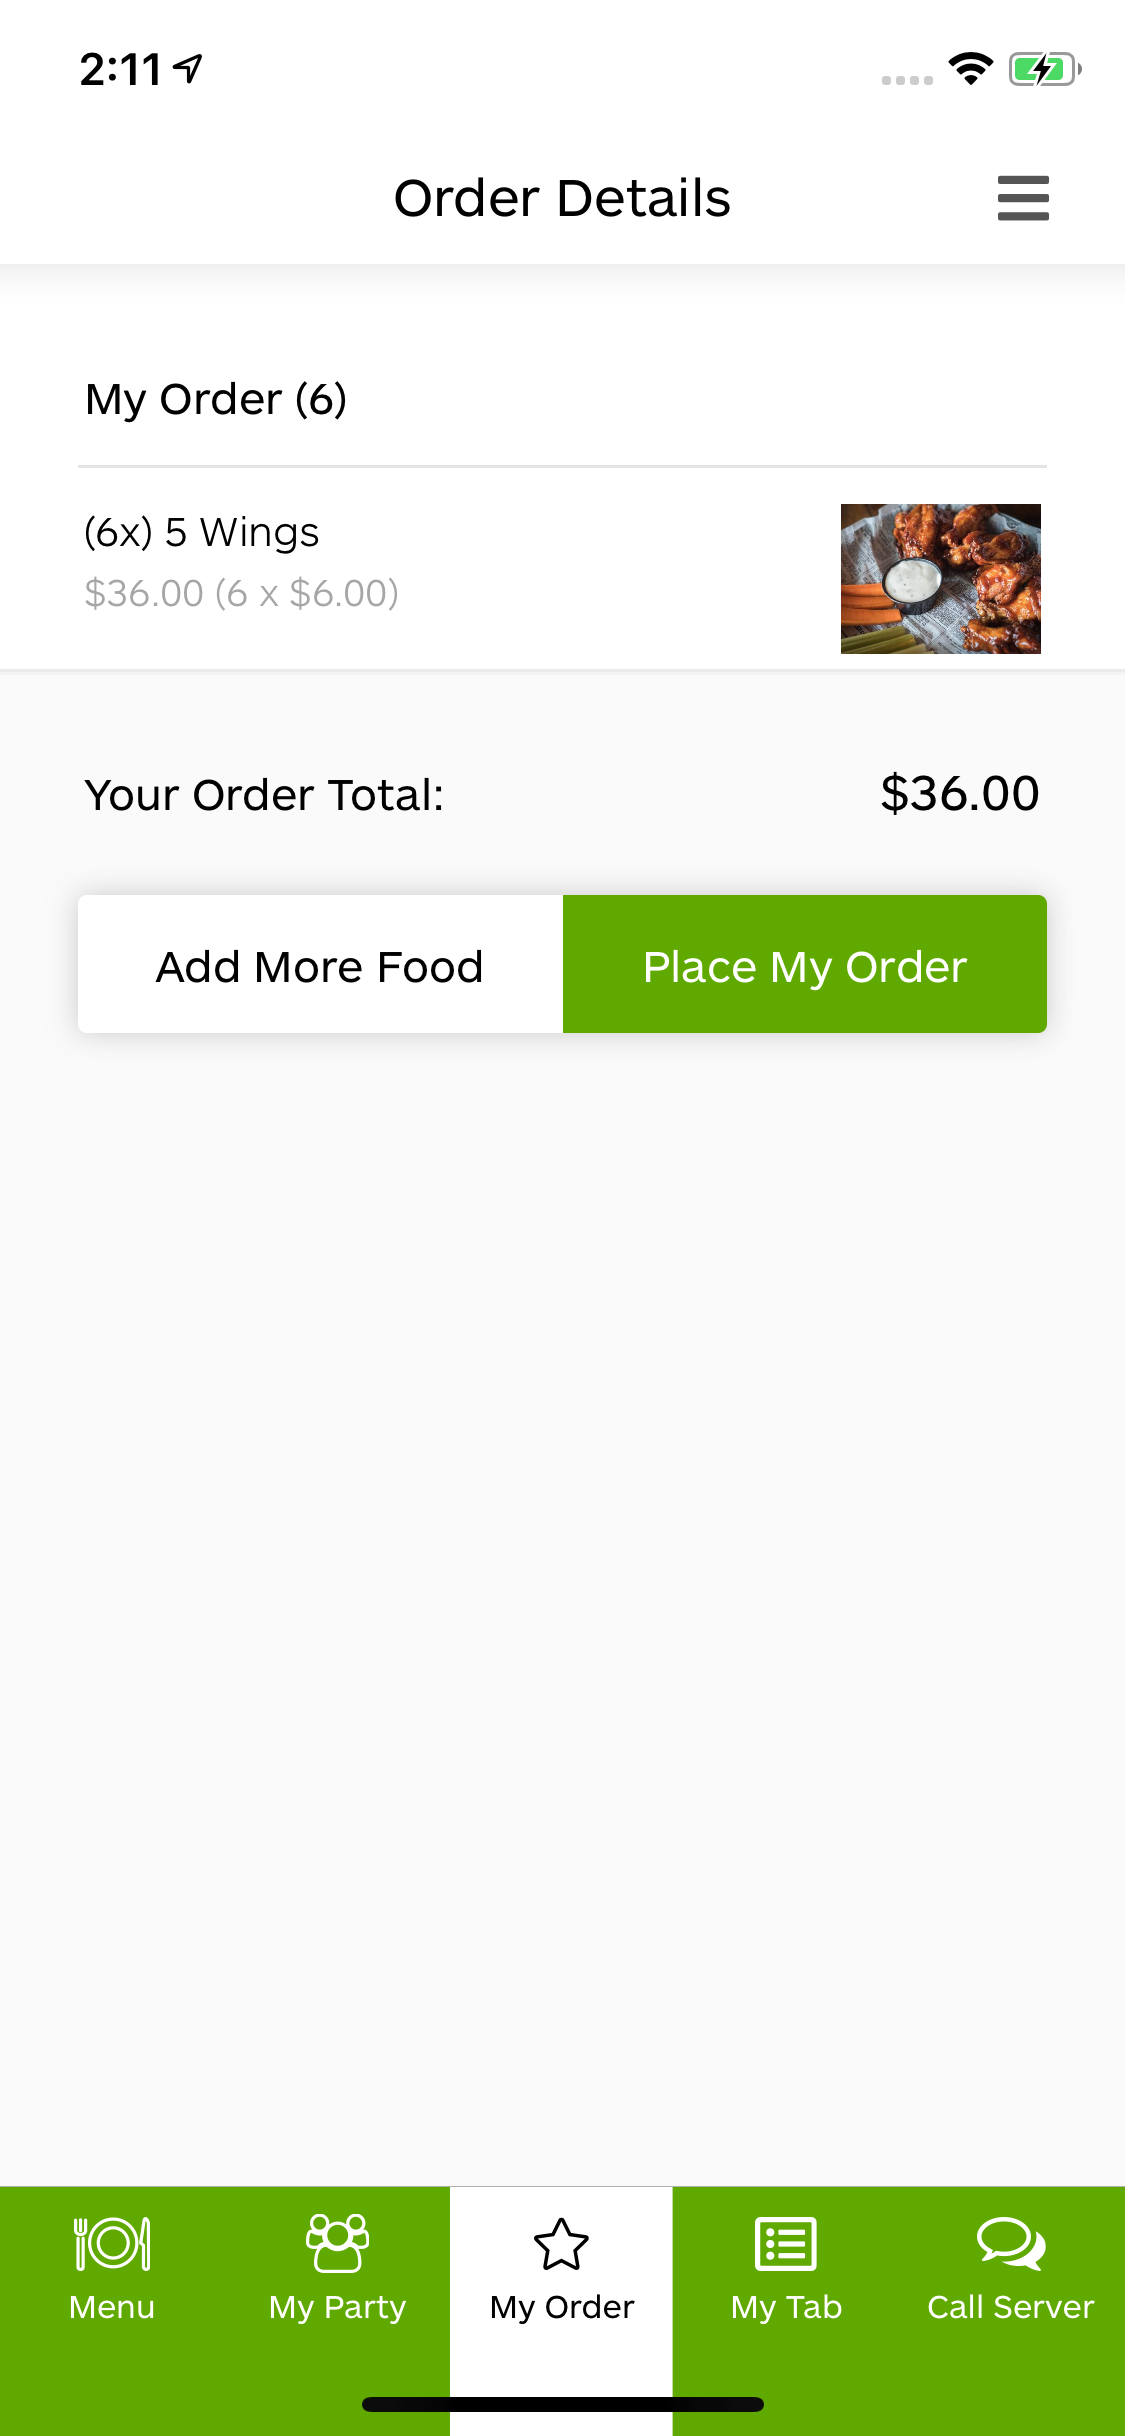 2:11
Order Details
My Order (6)
(6x) 5 Wings
$36.00 (6 x $6.00)
Your Order Total:
$36.00
Add More Food
Place My Order
Menu
My Party
My Order
My Tab
Call Server